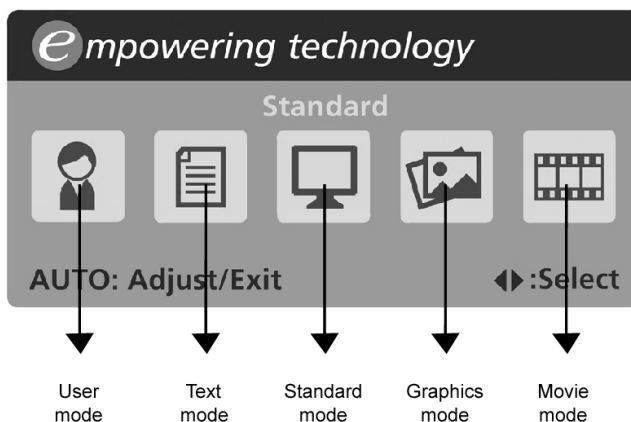 empowering technology
Standard
AUTO: Adjust/Exit
:Select
User
mode
Text
mode
Standard
mode
Graphics
mode
Movie
mode